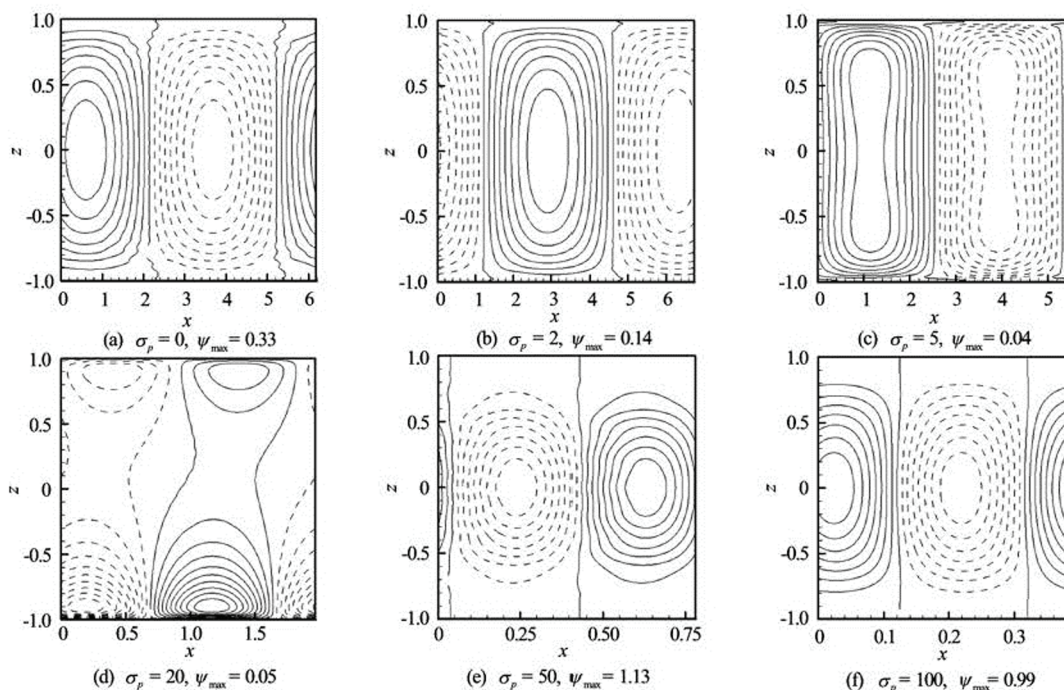 1.0 0.5 0 -0.5 -1.0
z
0 1 2 3 4 5 6
x
(a) σp = 0, ψmax = 0.33
1.0 0.5 0 -0.5 -1.0
z
0 1 2 3 4 5 6
x
(b) σp = 2, ψmax = 0.14
1.0 0.5 0 -0.5 -1.0
z
0 1 2 3 4 5
x
(c) σp = 5, ψmax = 0.04
1.0 0.5 0 -0.5 -1.0
z
0 0.5 1.0 1.5
x
(d) σp = 20, ψmax = 0.05
1.0 0.5 0 -0.5 -1.0
z
0 0.25 0.50 0.75
x
(e) σp = 50, ψmax = 1.13
1.0 0.5 0 -0.5 -1.0
z
0 0.1 0.2 0.3
x
(f) σp = 100, ψmax = 0.99